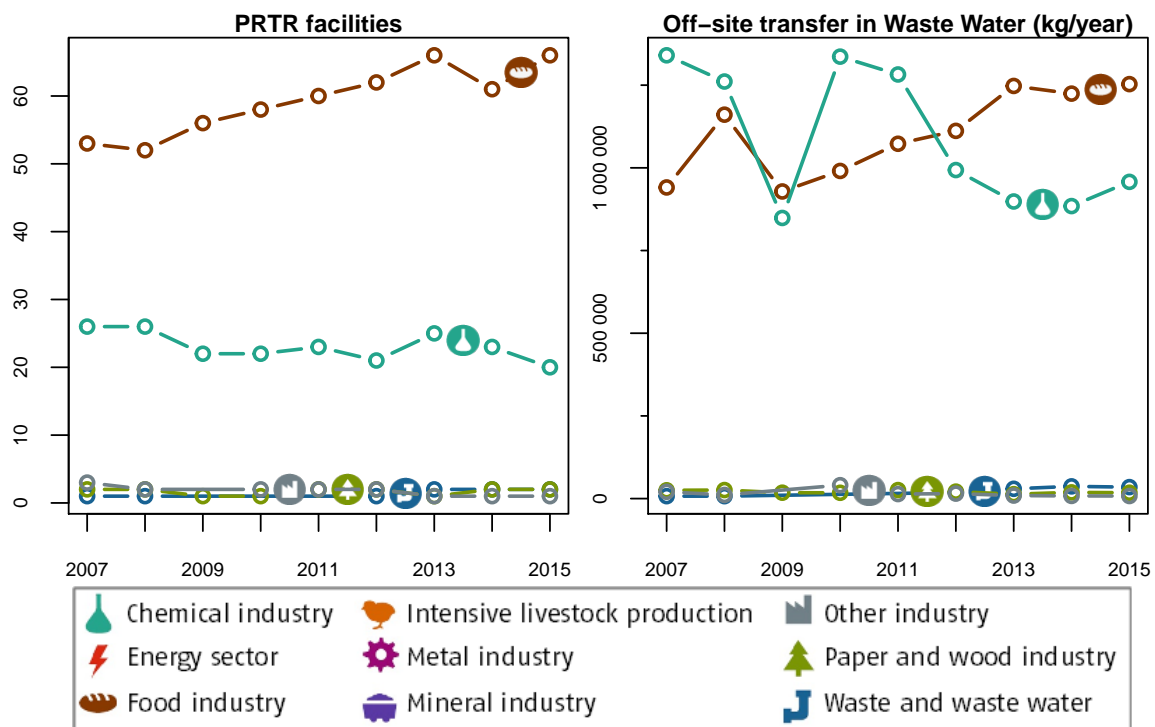 PRTR facilities
60
50
40
30
20
10
0
2007 2009 2011 2013 2015
Off−site transfer in Waste Water (kg/year)
1 000 000
500 000
0
2007 2009 2011 2013 2015
Chemical industry Intensive livestock production Other industry
Energy sector Metal industry Paper and wood industry
Food industry Mineral industry Waste and waste water